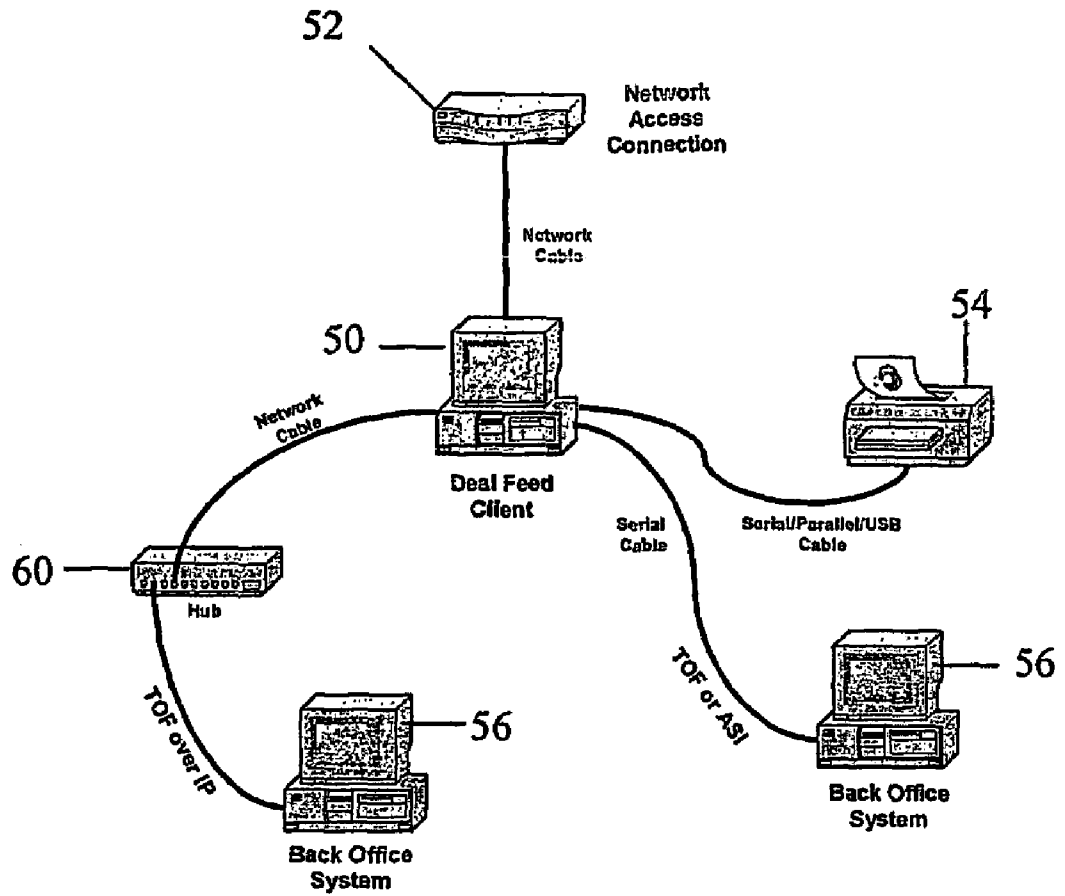 52
Network
Access
Connection
Network
Cable
50
54
Network
Cable
Deal Feed
Client
Serial
Cable
Serial/Parallel/USB
Cable
60
Hub
TOF over IP
56
TOF or ASI
56
Back Office
System
Back Office
System